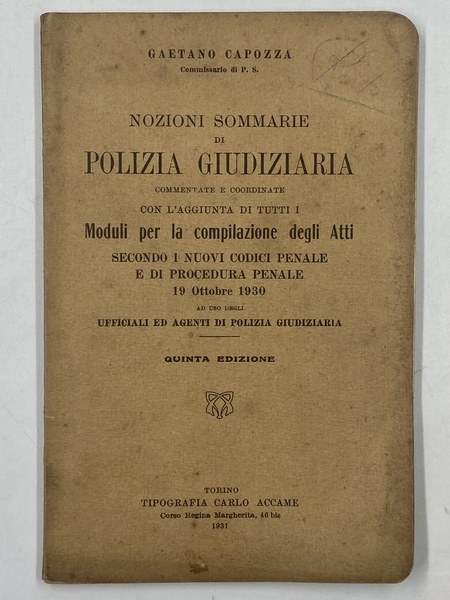 GAETANO CAPOZZA
Commissario di P. S.
NOZIONI SOMMARIE
DI
POLIZIA GIUDIZIARIA
COMMENTATE E COORDINATE
CON L'AGGIUNTA DI TUTTI I
Moduli per la compilazione degli Atti
SECONDO I NUOVI CODICI PENALE
E DI PROCEDURA PENALE
19 Ottobre 1930
AD USO DEGLI
UFFICIALI ED AGENTI DI POLIZIA GIUDIZIARIA
QUINTA EDIZIONE
TORINO
TIPOGRAFIA CARLO ACCAME
Corso Regina Margherita, 46 bis
1931